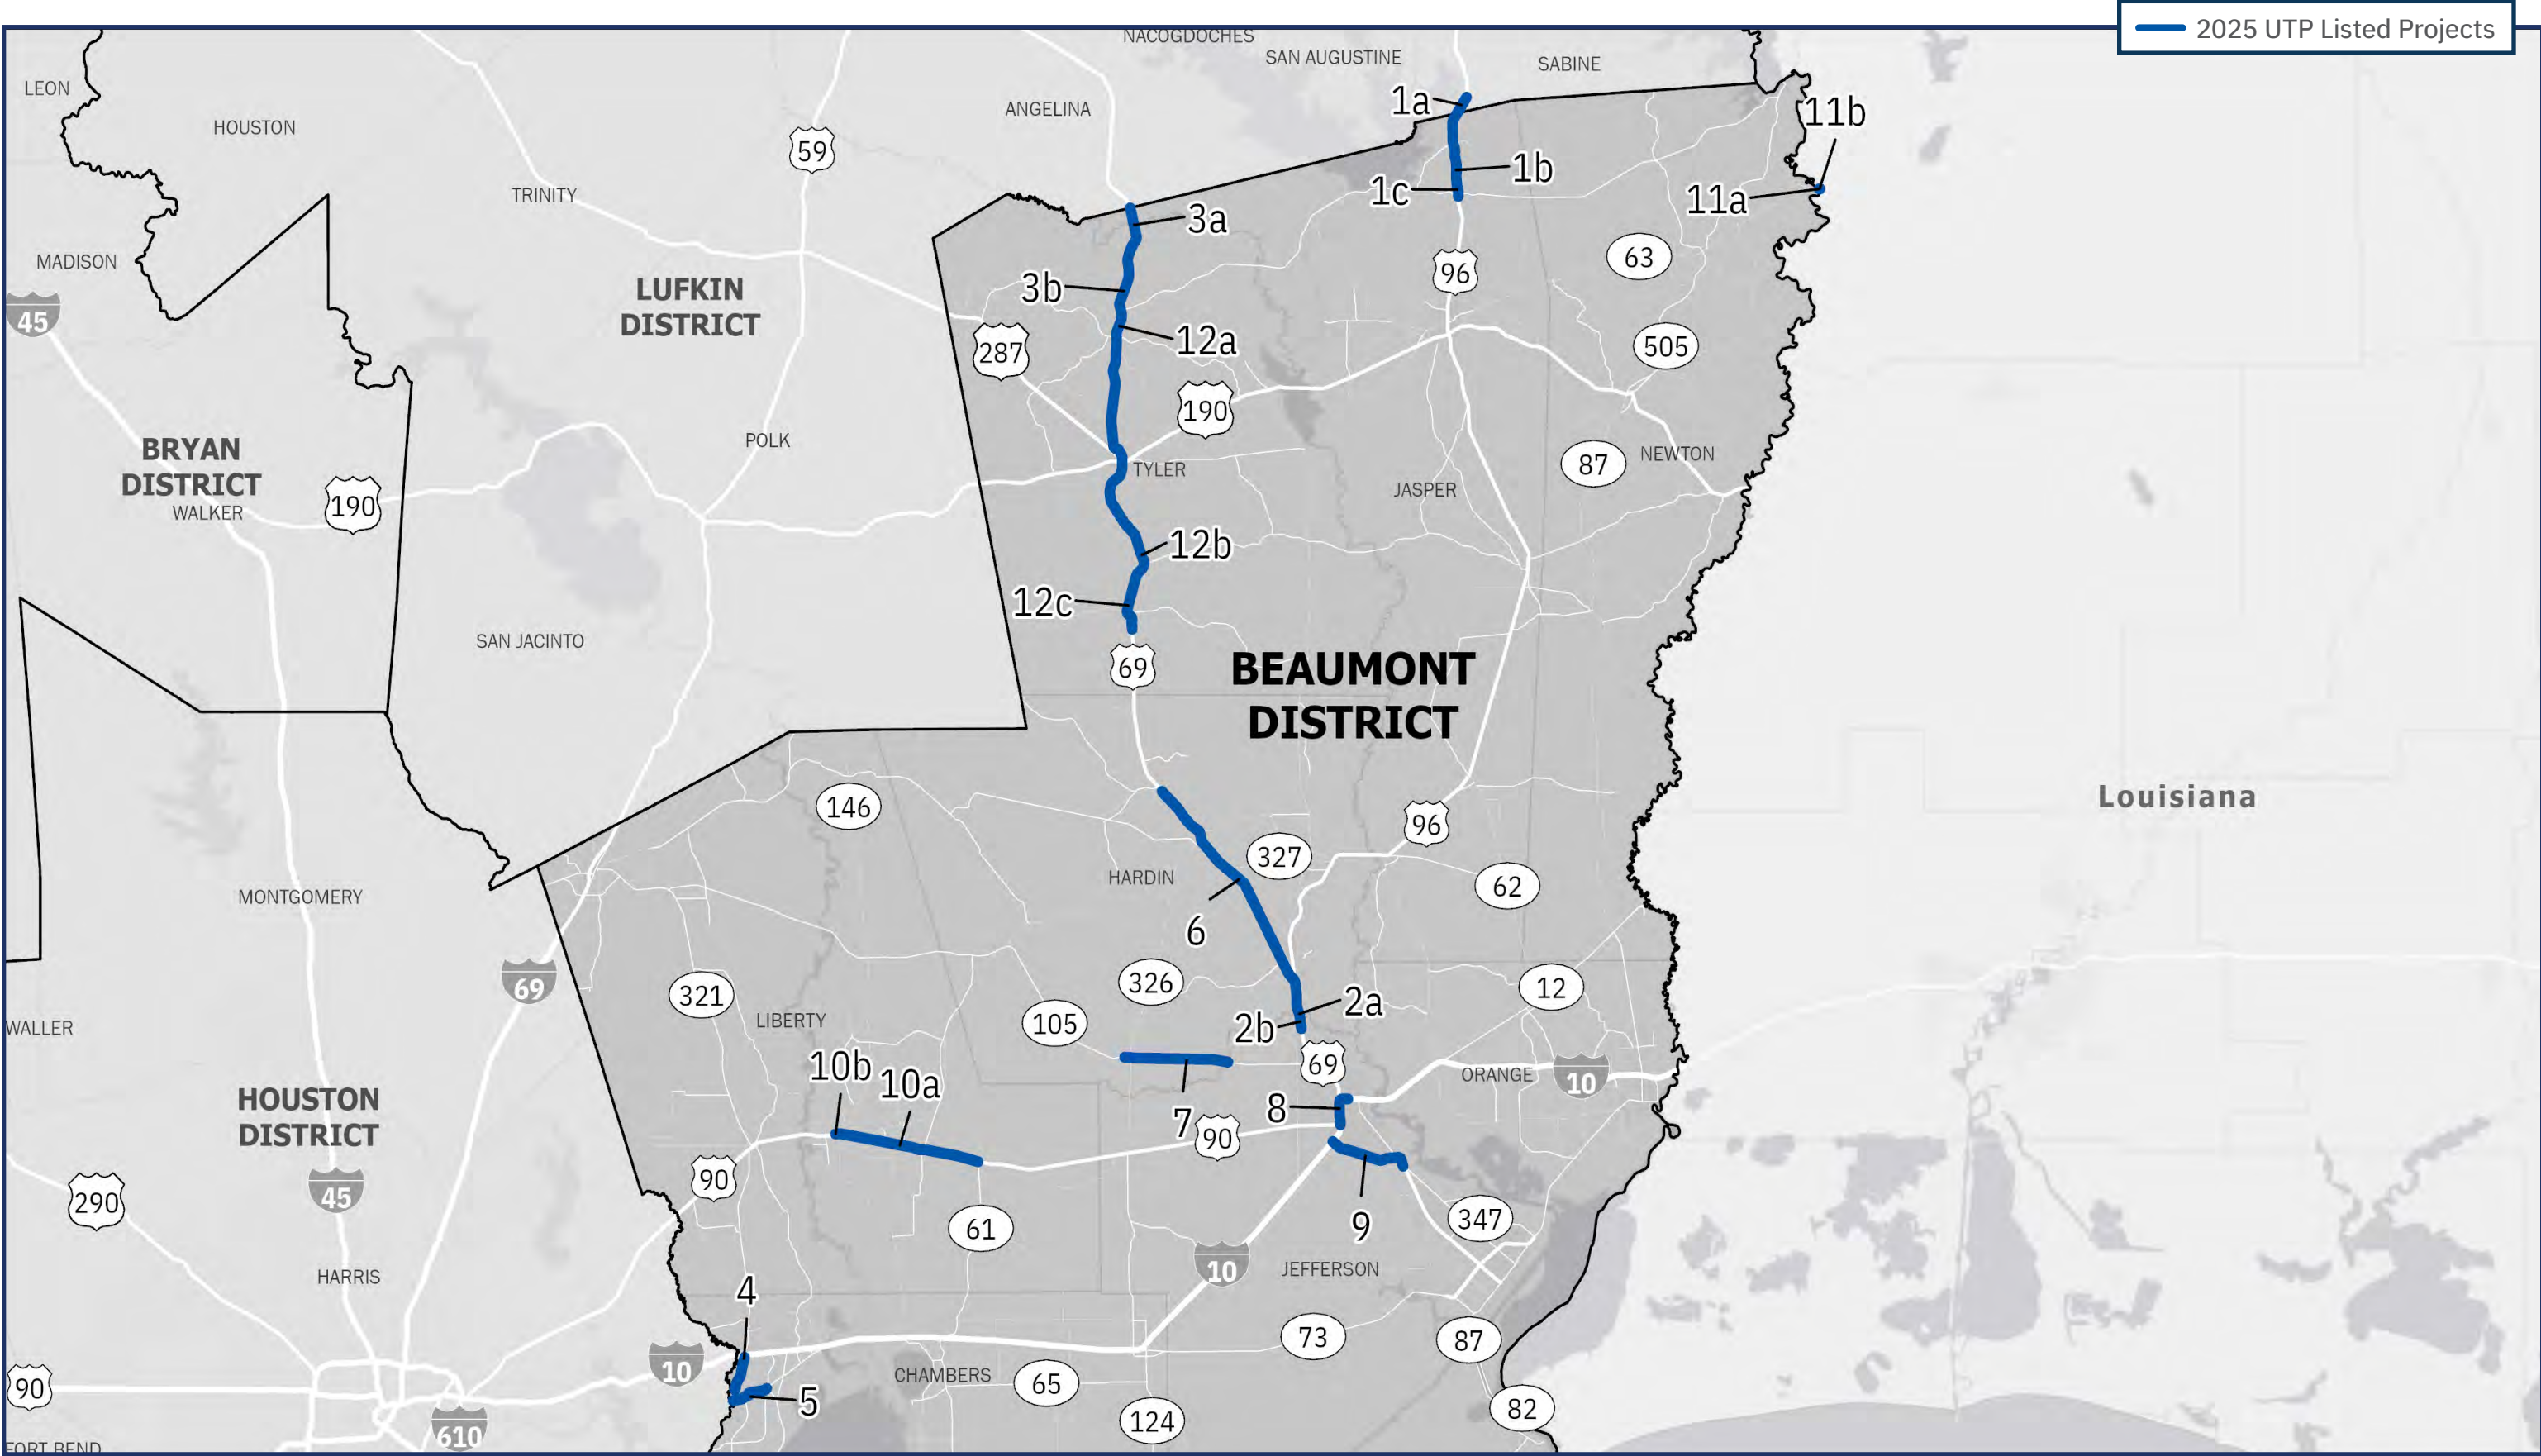 2025 UTP Listed Projects
NACOGDOCHES
SAN AUGUSTINE
SABINE
LEON
1a
ANGELINA
11b
HOUSTON
59
1b
TRINITY
1c
11a
3a
MADISON
63
96
LUFKIN
DISTRICT
3b
45
287
12a
505
190
POLK
BRYAN
DISTRICT
TYLER
87
NEWTON
JASPER
190
WALKER
12b
12c
SAN JACINTO
69
BEAUMONT
DISTRICT
Louisiana
146
96
327
HARDIN
62
MONTGOMERY
6
69
326
321
12
2a
WALLER
LIBERTY
105
2b
10b
10a
69
ORANGE
10
HOUSTON
DISTRICT
7
8
90
90
45
290
61
9
347
HARRIS
10
JEFFERSON
4
73
87
10
CHAMBERS
65
90
5
82
124
610
FORT BEND